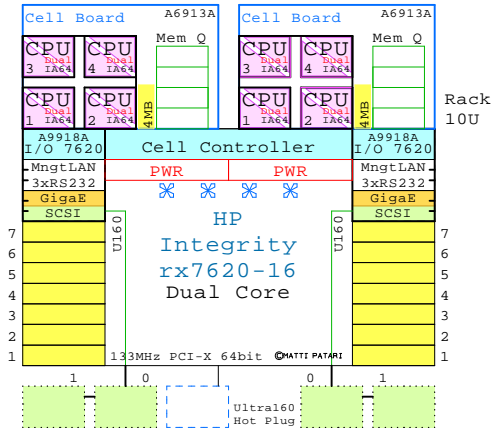 Cell Board A6913A
Cell Board A6913A
Mem Q
Mem Q
CPU Dual 3 IA64
CPU Dual 4 IA64
CPU Dual 3 IA64
CPU Dual 4 IA64
CPU Dual 1 IA64
CPU Dual 2 IA64
4MB
CPU Dual 1 IA64
CPU Dual 2 IA64
4MB
Rack
10U
A9918A
I/O 7620
Cell Controller
A9918A
I/O 7620
MngtLAN
3xRS232
GigaE
SCSI
PWR
PWR
MngtLAN
3xRS232
GigaE
SCSI
U160
U160
HP
Integrity
rx7620-16
Dual Core
7
6
5
4
3
2
1
7
6
5
4
3
2
1
133MHz PCI-X 64bit
©MATTI PATARI
1 0
0 1
Ultra160
Hot Plug